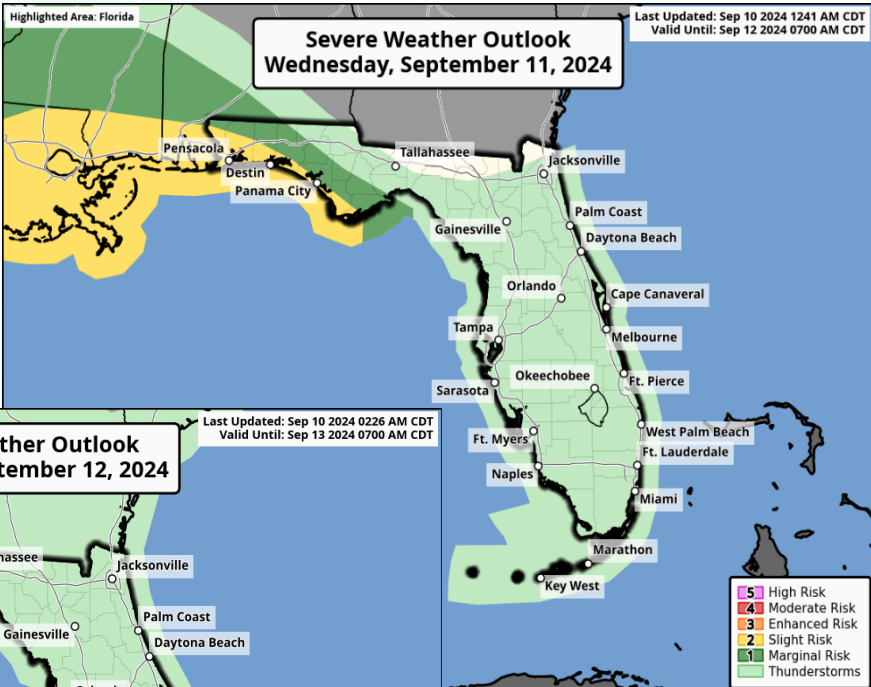 Highlighted Area: Florida
Severe Weather Outlook
Wednesday, September 11, 2024
Last Updated: Sep 10 2024 1241 AM CDT
Valid Until: Sep 12 2024 0700 AM CDT
Pensacola
Destin
Panama City
Tallahassee
Jacksonville
Palm Coast
Gainesville
Daytona Beach
Orlando
Cape Canaveral
Tampa
Melbourne
Okeechobee
Ft. Pierce
Sarasota
West Palm Beach
Ft. Myers
Ft. Lauderdale
Naples
Miami
Marathon
Key West
5 High Risk
4 Moderate Risk
3 Enhanced Risk
2 Slight Risk
1 Marginal Risk
Thunderstorms
Last Updated: Sep 10 2024 0226 AM CDT
Valid Until: Sep 13 2024 0700 AM CDT
ther Outlook
tember 12, 2024
hassee
Jacksonville
Palm Coast
Gainesville
Daytona Beach